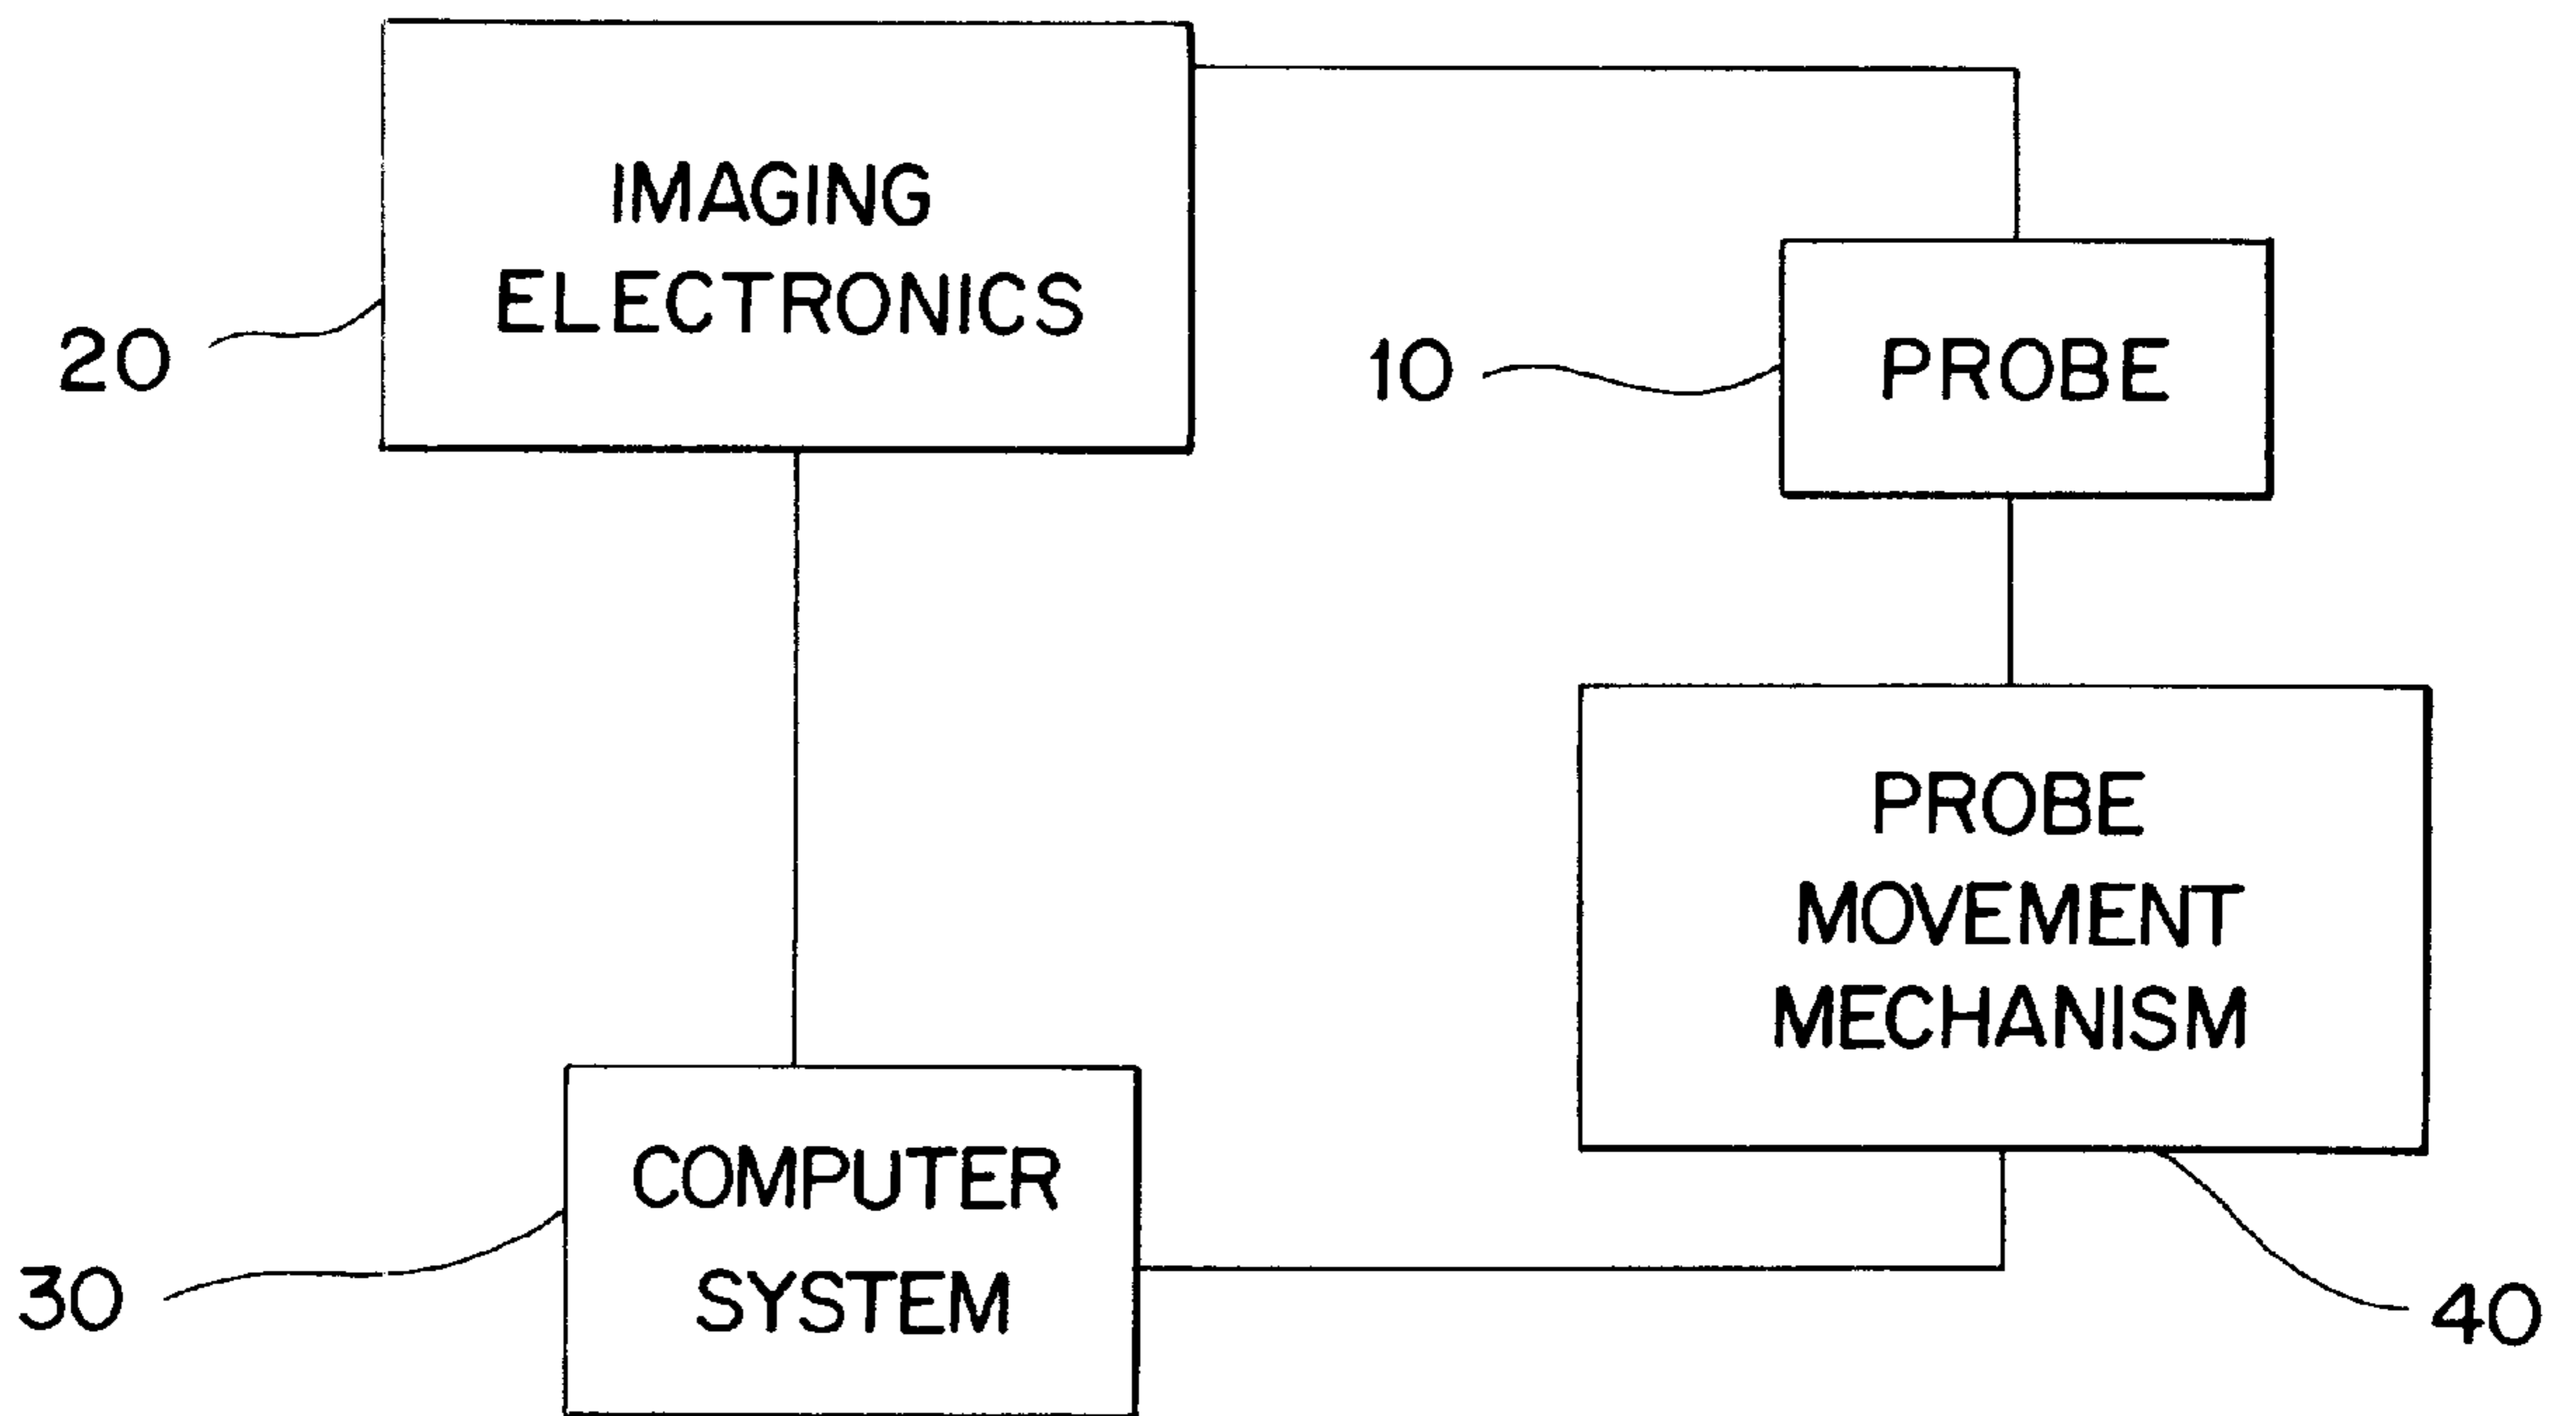 IMAGING
ELECTRONICS
20
10
PROBE
PROBE
MOVEMENT
MECHANISM
COMPUTER
SYSTEM
30
40